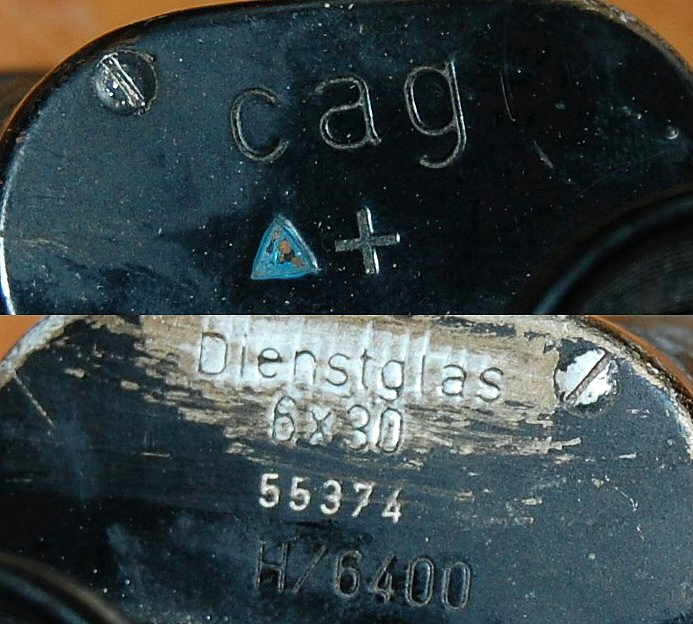 cag
+
Dienstglas
6x30
55374
H/6400